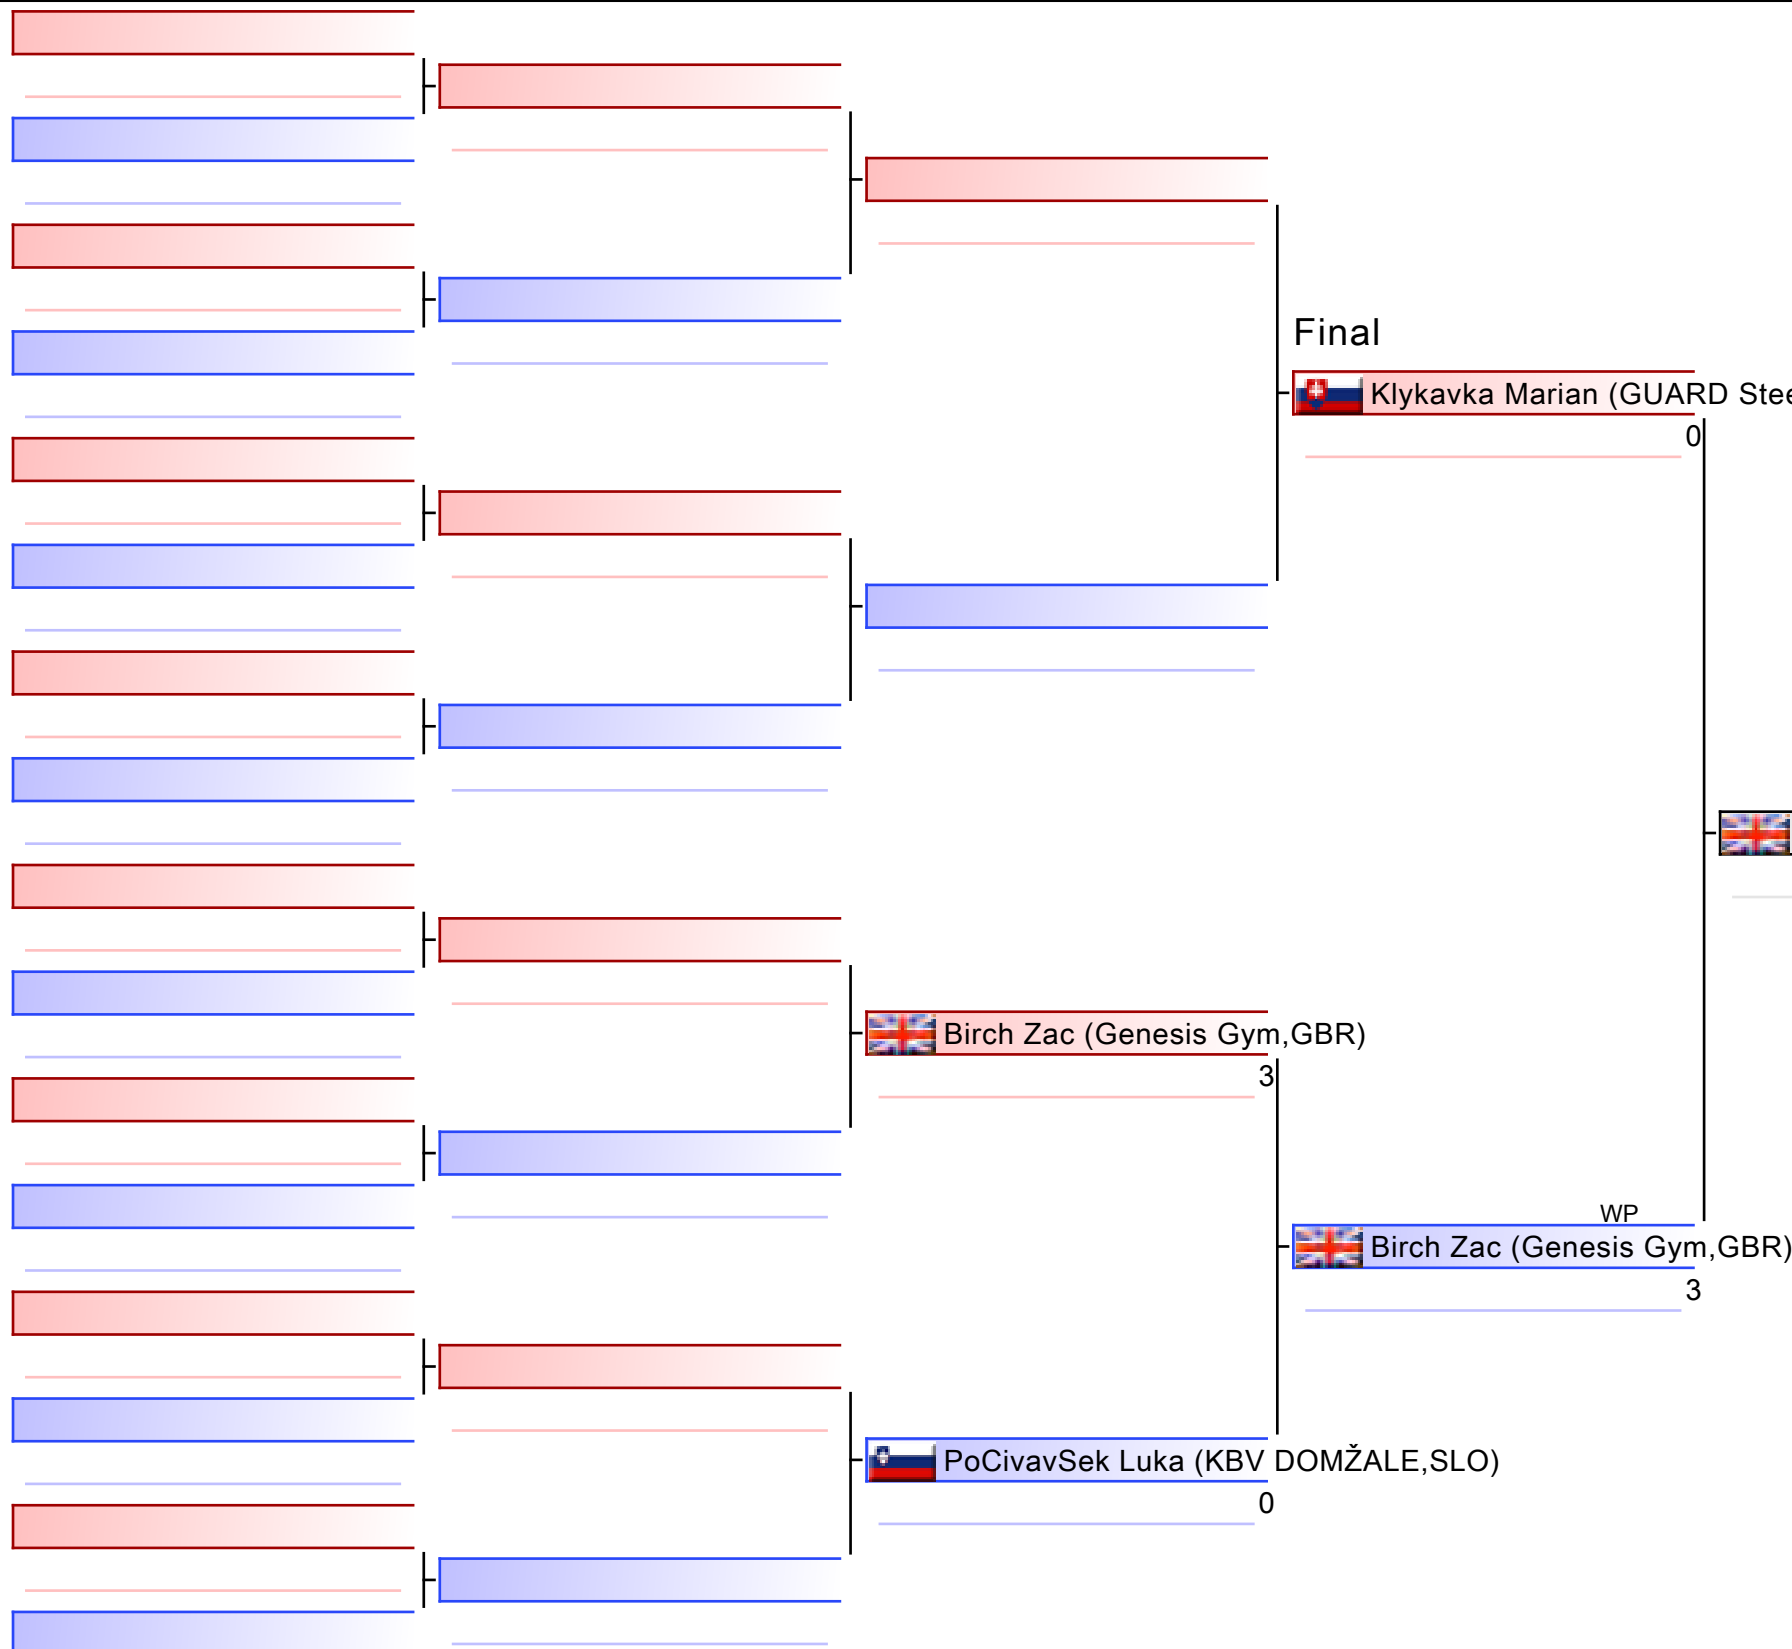 Final
Klykavka Marian (GUARD
0
Birch Zac (Genesis Gym,GBR)
3
WP
Birch Zac (Genesis Gym,GBR)
3
PoCivavSek Luka (KBV DOMŽALE,SLO)
0